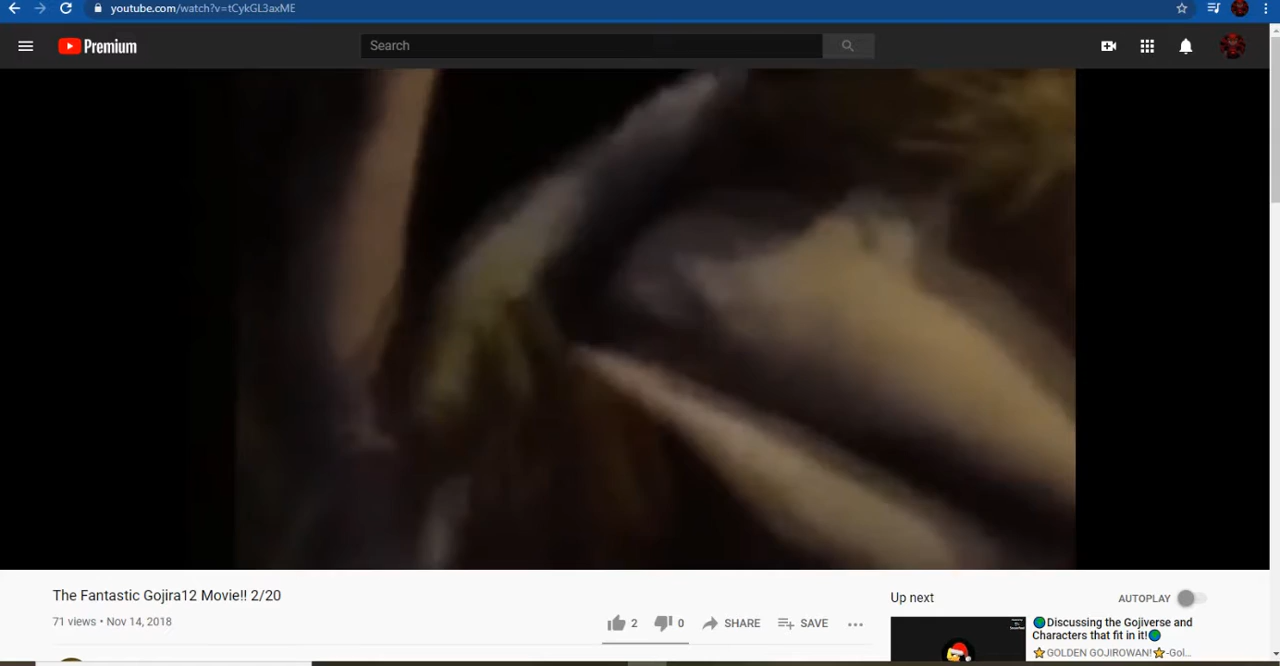 youtube.com/watch?v=tCykGL3axME
Premium
Search
The Fantastic Gojira12 Movie!! 2/20
71 views • Nov 14, 2018
2
0
SHARE
SAVE
Up next
AUTOPLAY
🌎Discussing the Gojiverse and
Characters that fit in it!🌎
⭐GOLDEN GOJIROWAN!⭐-Gol...